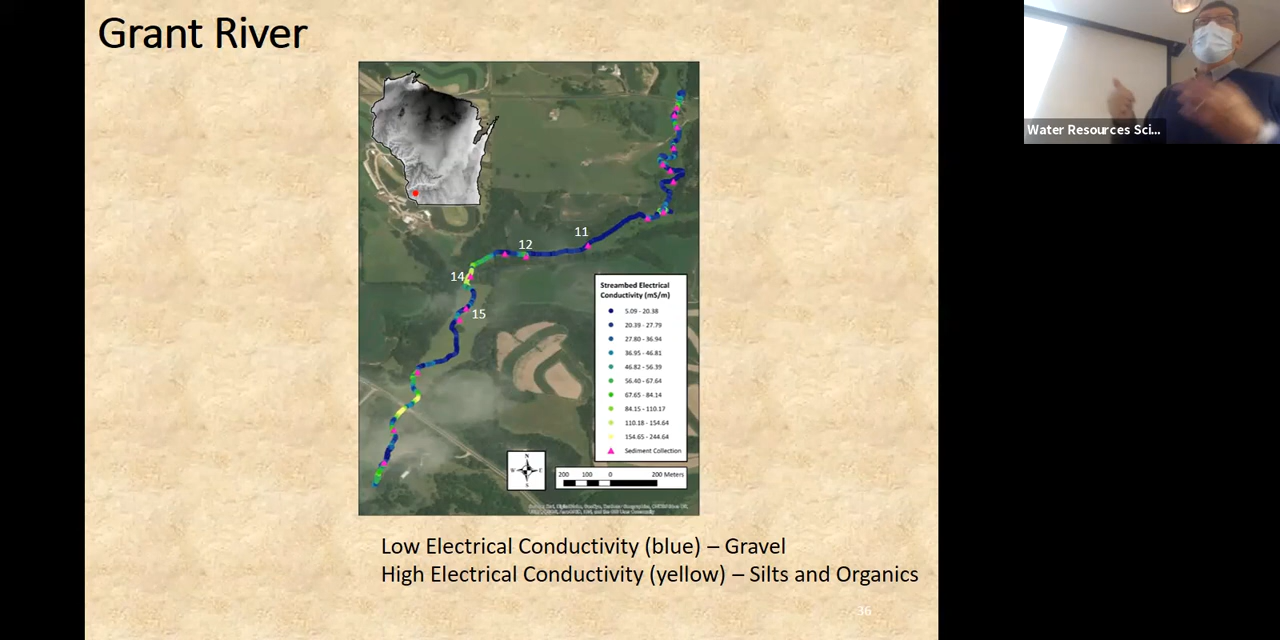 Grant River
Water Resources Sci...
12
11
14
15
Streambed Electrical
Conductivity (mS/m)
5.09 - 20.38
20.39 - 27.79
27.80 - 36.94
36.95 - 46.81
46.82 - 56.39
56.40 - 67.64
67.65 - 84.14
84.15 - 110.17
110.18 - 154.64
154.65 - 244.64
Sediment Collection
N
W E
S
200 100 0 200 Meters
Low Electrical Conductivity (blue) – Gravel
High Electrical Conductivity (yellow) – Silts and Organics
36